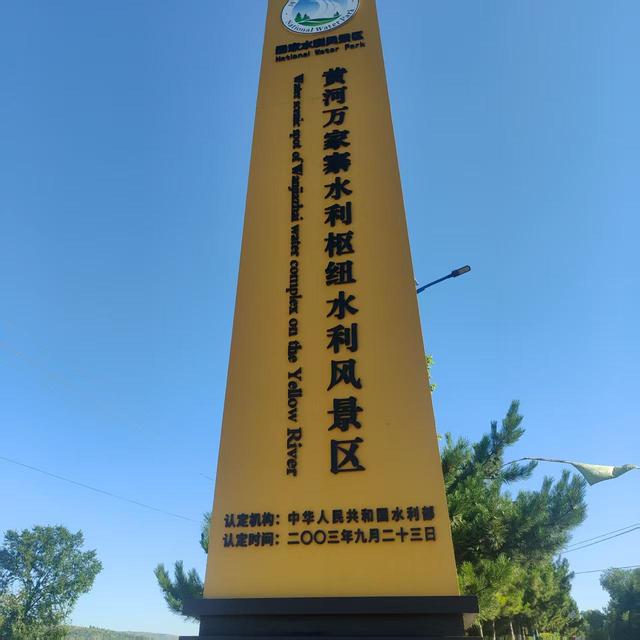 National Water Park
国家水利风景区
National Water Park
黄河万家寨水利枢纽水利风景区
Water scenic spot of Wanjiazhai water complex on the Yellow River
认定机构：中华人民共和国水利部
认定时间：二〇〇三年九月二十三日